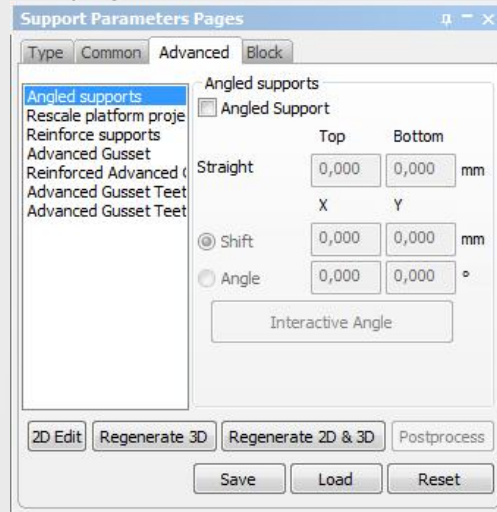 Support Parameters Pages
Type Common Advanced Block
Angled supports
Rescale platform proje
Reinforce supports
Advanced Gusset
Reinforced Advanced (
Advanced Gusset Teet
Advanced Gusset Teet
Angled supports
Angled Support
Top Bottom
Straight 0,000 0,000 mm
X Y
Shift 0,000 0,000 mm
Angle 0,000 0,000 °
Interactive Angle
2D Edit Regenerate 3D Regenerate 2D & 3D Postprocess
Save Load Reset